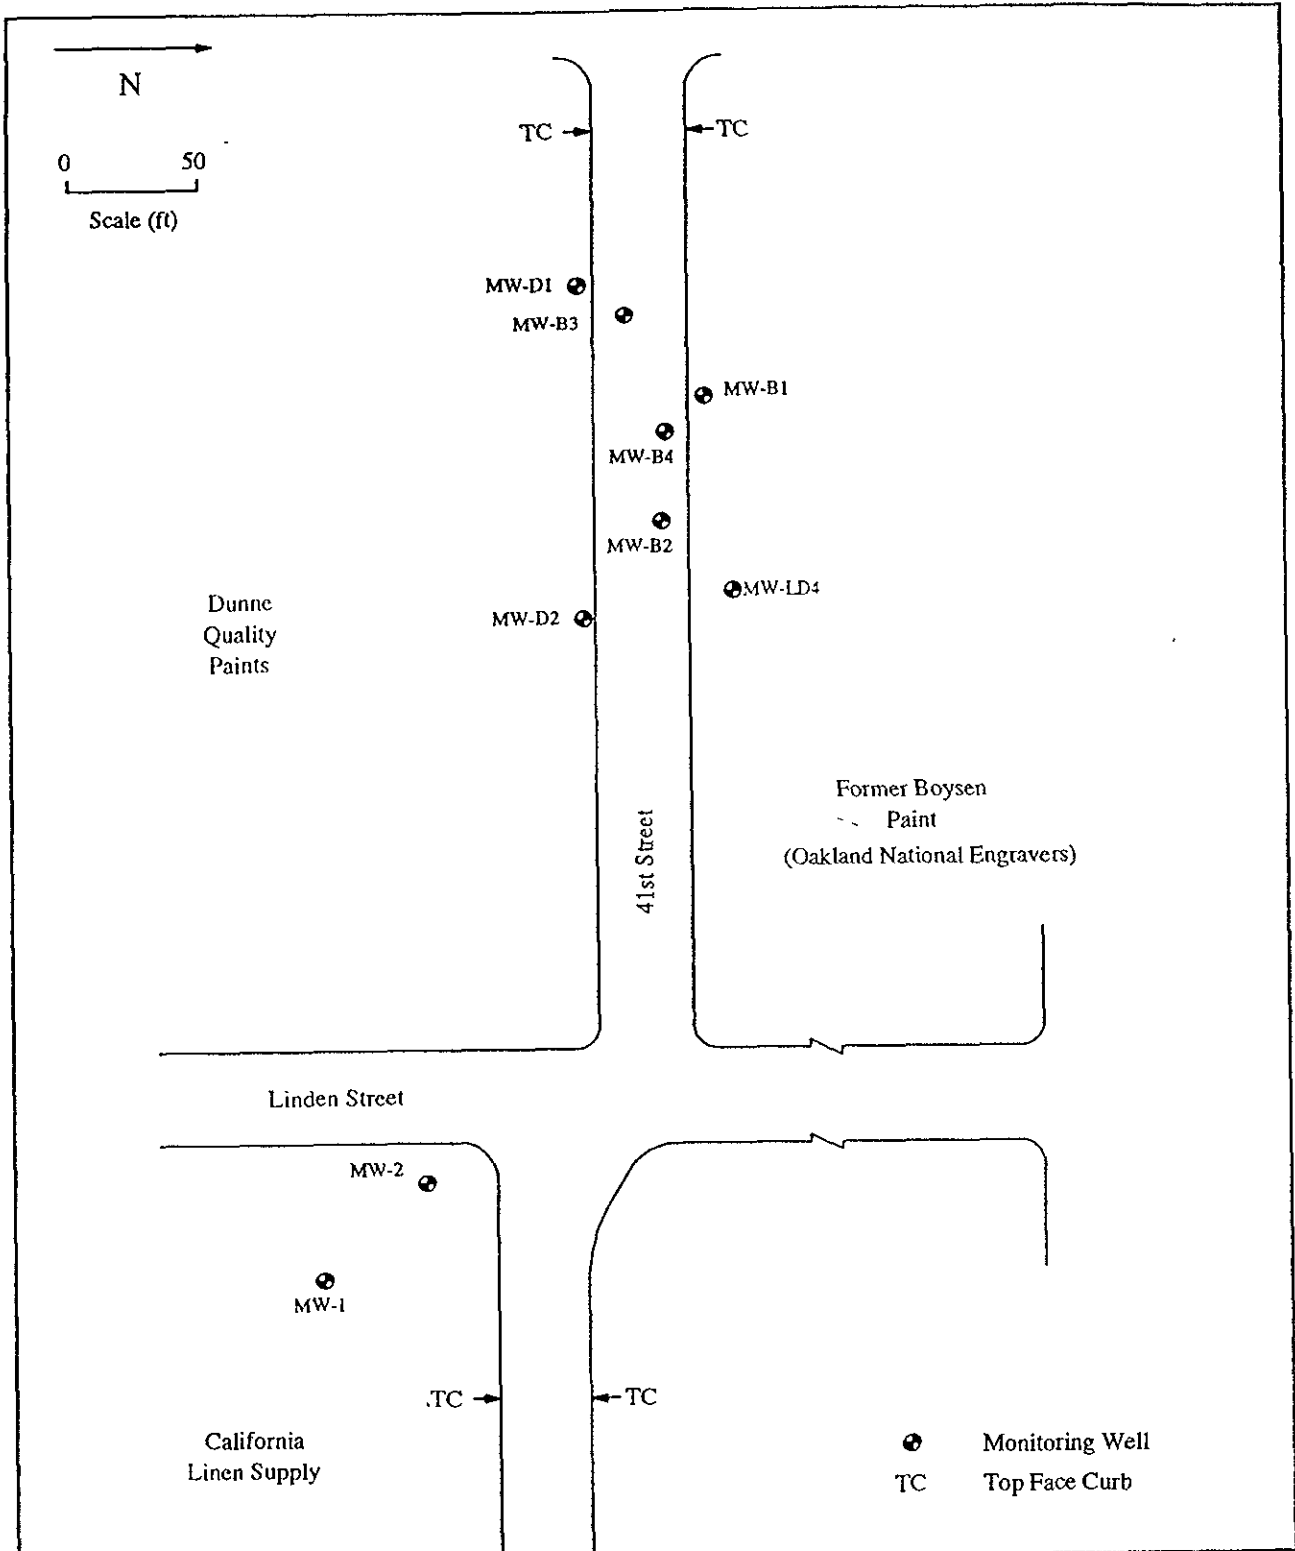 N
0 50
Scale (ft)
TC TC
MW-D1
MW-B3
MW-B1
MW-B4
MW-B2
MW-LD4
MW-D2
Dunne
Quality
Paints
Former Boysen
Paint
(Oakland National Engravers)
41st Street
Linden Street
MW-2
MW-1
TC TC
California
Linen Supply
Monitoring Well
TC Top Face Curb